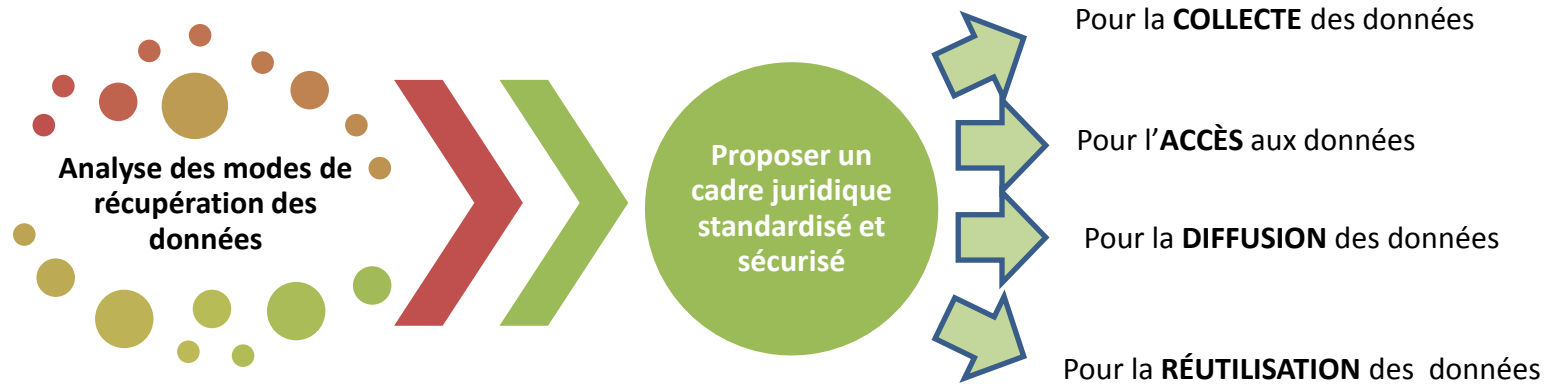 Analyse des modes de
récupération des
données
Proposer un
cadre juridique
standardisé et
sécurisé
Pour la COLLECTE des données
Pour l’ACCÈS aux données
Pour la DIFFUSION des données
Pour la RÉUTILISATION des données